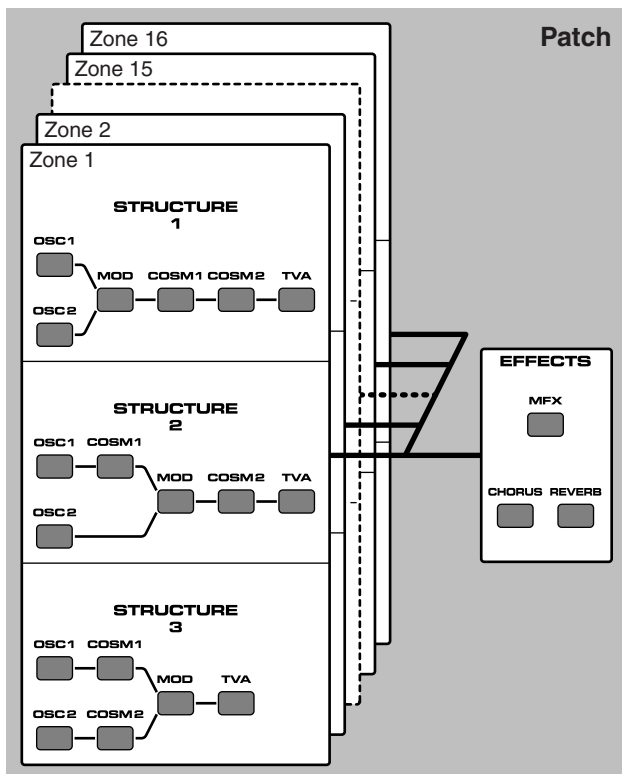 Patch
Zone 16
Zone 15
Zone 2
Zone 1
STRUCTURE
1
OSC1
MOD COSM1 COSM2 TVA
OSC2
STRUCTURE
2
OSC1 COSM1
MOD COSM2 TVA
OSC2
STRUCTURE
3
OSC1 COSM1
MOD TVA
OSC2 COSM2
EFFECTS
MFX
CHORUS REVERB